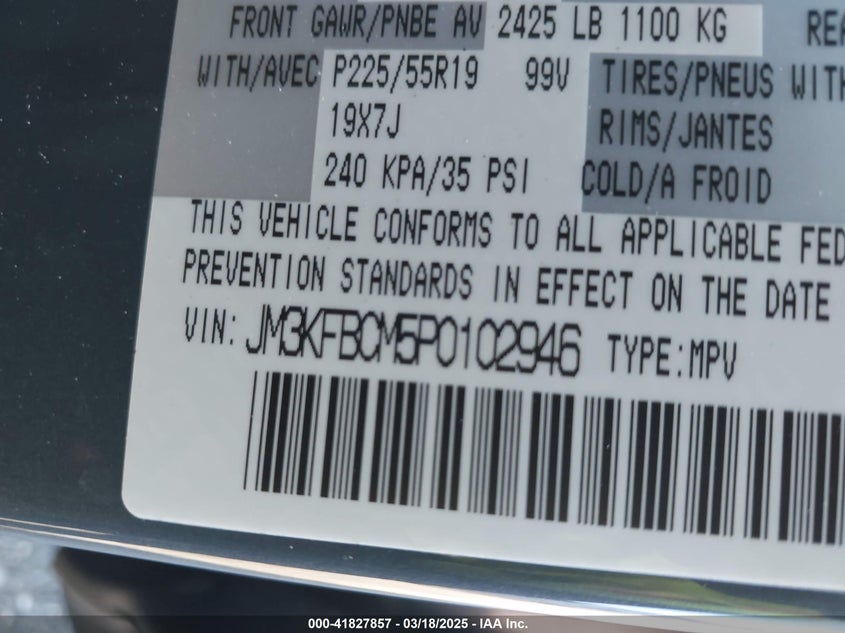 FRONT GAWR/PNBE AV 2425 LB 1100 KG REA
WITH/AVEC P225/55R19 99V TIRES/PNEUS WITH
19X7J RIMS/JANTES
240 KPA/35 PSI COLD/A FROID
THIS VEHICLE CONFORMS TO ALL APPLICABLE FED
PREVENTION STANDARDS IN EFFECT ON THE DATE
VIN: JM3KFBCM5P0102946 TYPE:MPV
000-41827857 - 03/18/2025 - IAA Inc.